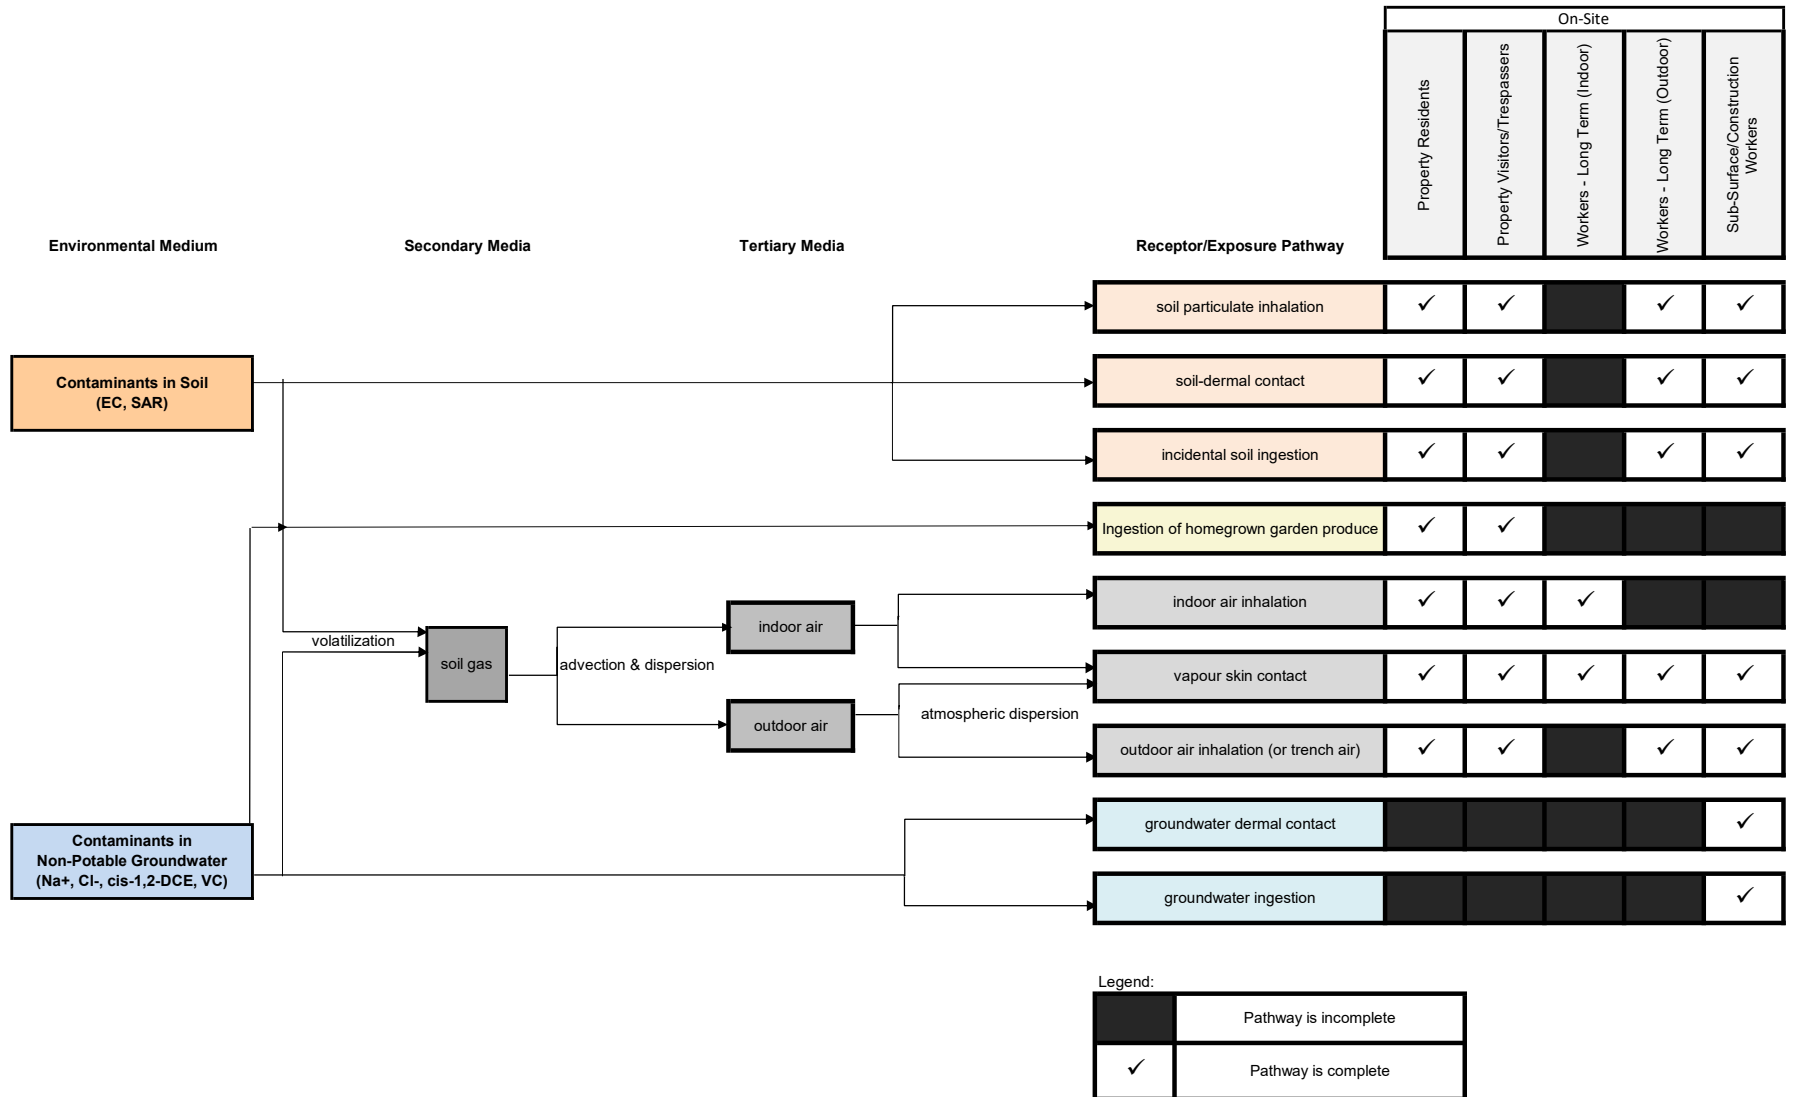 On-Site
Property Residents
Property Visitors/Trespassers
Workers - Long Term (Indoor)
Workers - Long Term (Outdoor)
Sub-Surface/Construction
Workers
Environmental Medium
Secondary Media
Tertiary Media
Receptor/Exposure Pathway
soil particulate inhalation
✓ ✓ ✓ ✓
Contaminants in Soil
(EC, SAR)
soil-dermal contact
✓ ✓ ✓ ✓
incidental soil ingestion
✓ ✓ ✓ ✓
Ingestion of homegrown garden produce
✓ ✓
indoor air inhalation
✓ ✓ ✓
volatilization
soil gas
indoor air
advection & dispersion
vapour skin contact
✓ ✓ ✓ ✓ ✓
outdoor air
atmospheric dispersion
outdoor air inhalation (or trench air)
✓ ✓ ✓ ✓
Contaminants in
Non-Potable Groundwater
(Na+, Cl-, cis-1,2-DCE, VC)
groundwater dermal contact
✓
groundwater ingestion
✓
Legend:
Pathway is incomplete
✓ Pathway is complete